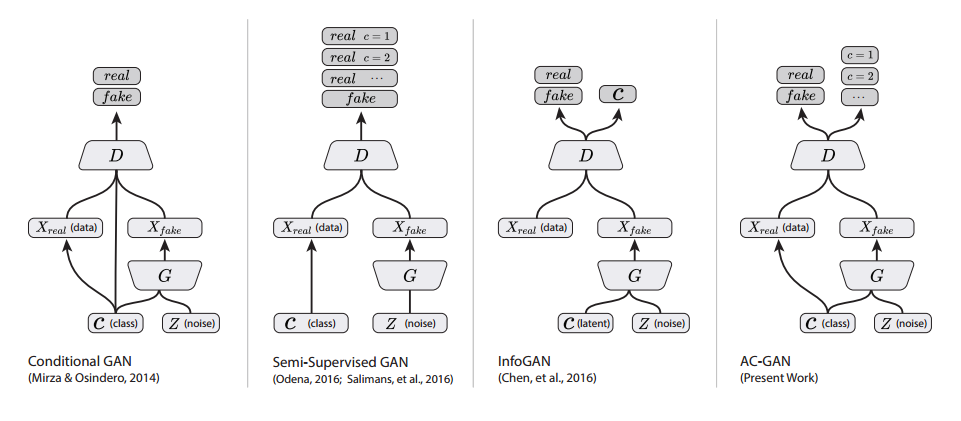 real
fake
D
X_real (data)
X_fake
G
C (class)
Z (noise)
Conditional GAN
(Mirza & Osindero, 2014)
real c = 1
real c = 2
real ...
fake
D
X_real (data)
X_fake
G
C (class)
Z (noise)
Semi-Supervised GAN
(Odena, 2016; Salimans, et al., 2016)
real
fake
C
D
X_real (data)
X_fake
G
C (latent)
Z (noise)
InfoGAN
(Chen, et al., 2016)
real
fake
c = 1
c = 2
...
D
X_real (data)
X_fake
G
C (class)
Z (noise)
AC-GAN
(Present Work)